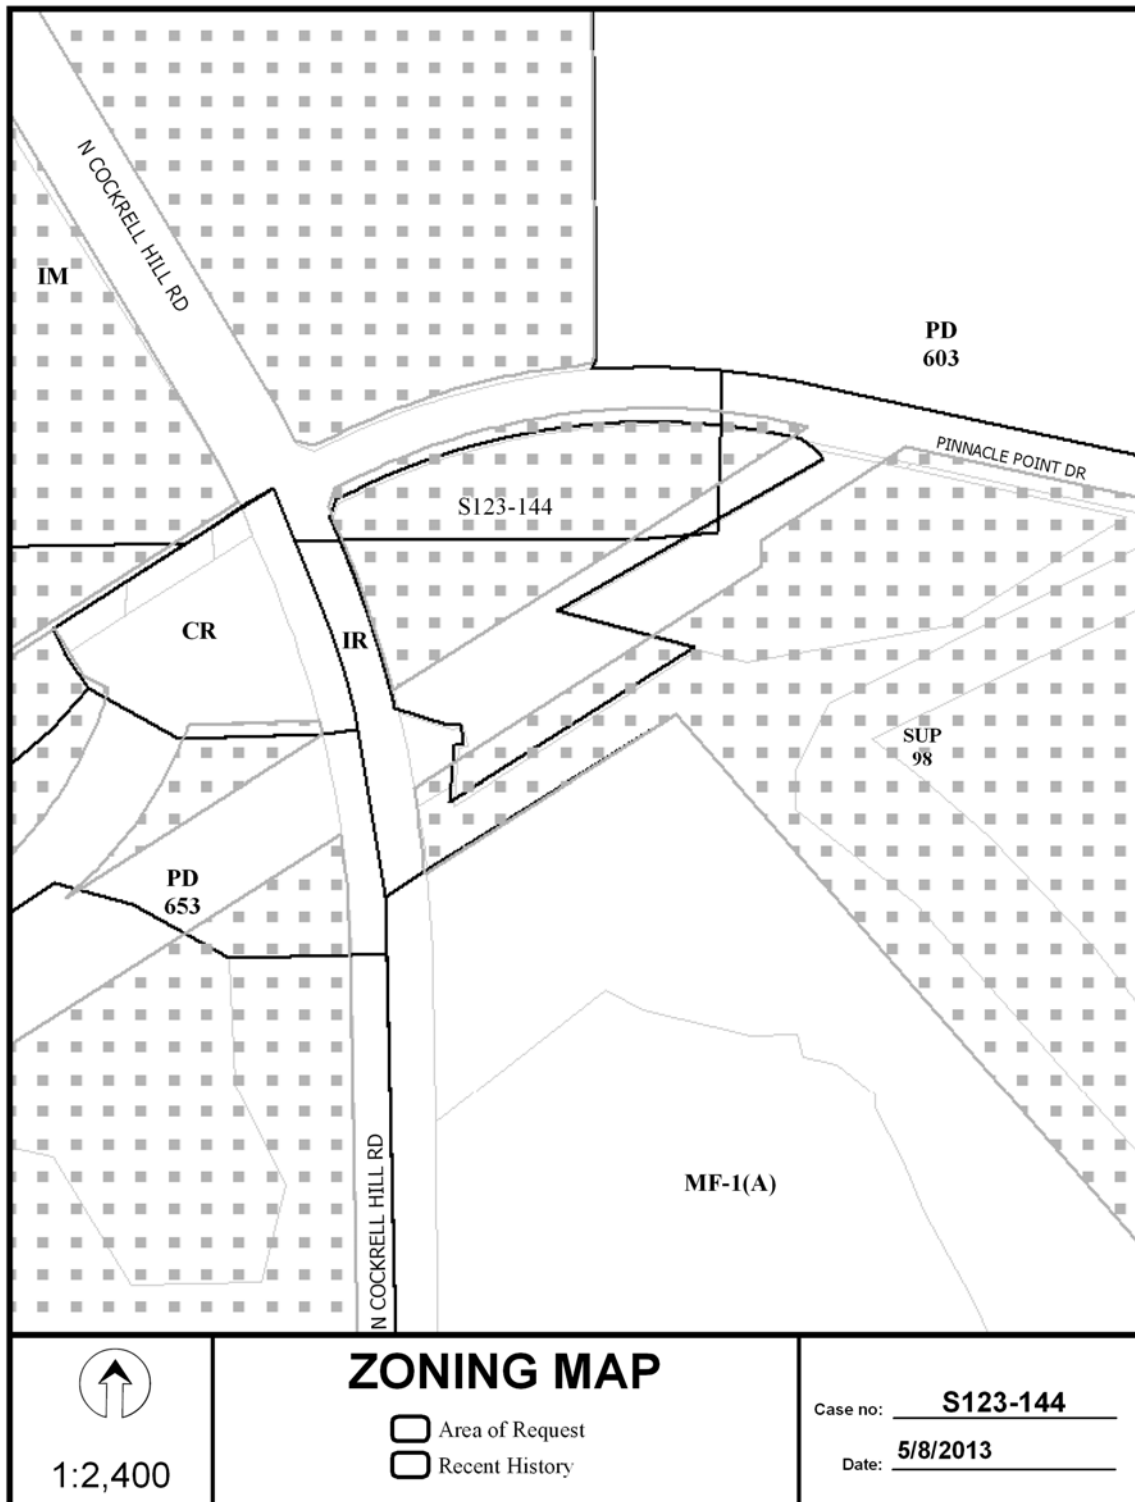 N COCKRELL HILL RD
IM
PD
603
PINNACLE POINT DR
S123-144
CR
IR
SUP
98
PD
653
N COCKRELL HILL RD
MF-1(A)
1:2,400
ZONING MAP
Area of Request
Recent History
Case no: S123-144
Date: 5/8/2013